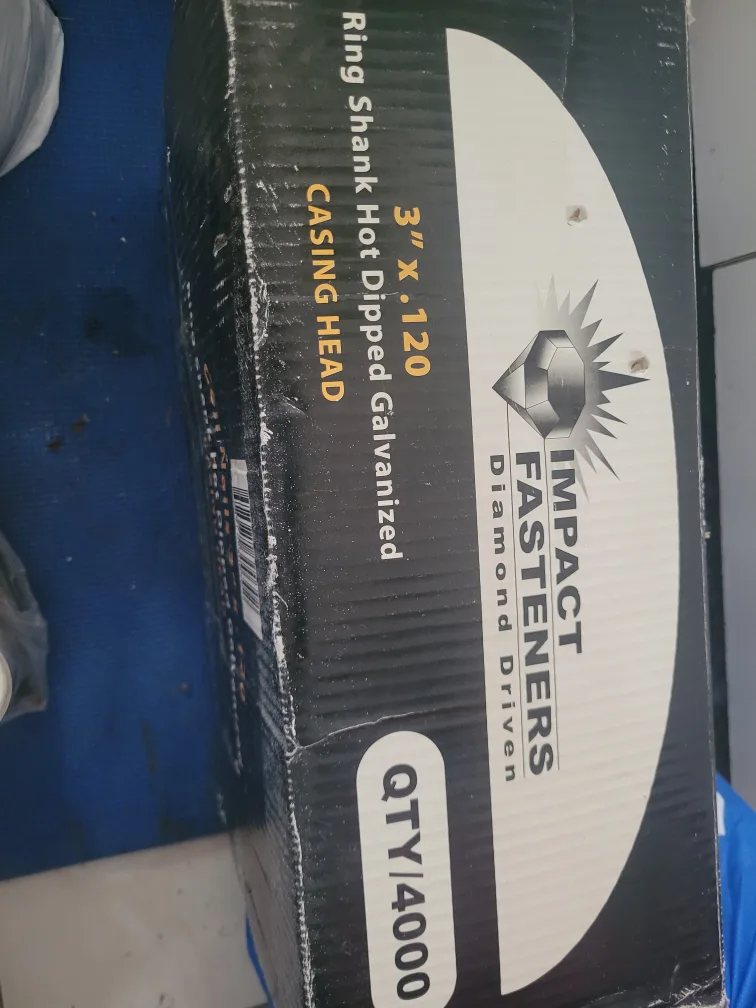 IMPACT
FASTENERS
Diamond Driven
3" x .120
Ring Shank Hot Dipped Galvanized
CASING HEAD
QTY/4000